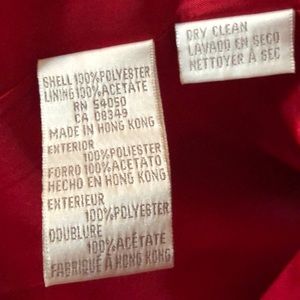 SHELL 100%POLYESTER
LINING 100%ACETATE
RN 54050
CA 08349
MADE IN HONG KONG
EXTERIOR
100%POLIESTER
FORRO 100%ACETATO
HECHO EN HONG KONG
EXTERIEUR
100%POLYESTER
DOUBLURE
100%ACÉTATE
FABRIQUÉ À HONG KONG
DRY CLEAN
LAVADO EN SECO
NETTOYER À SEC